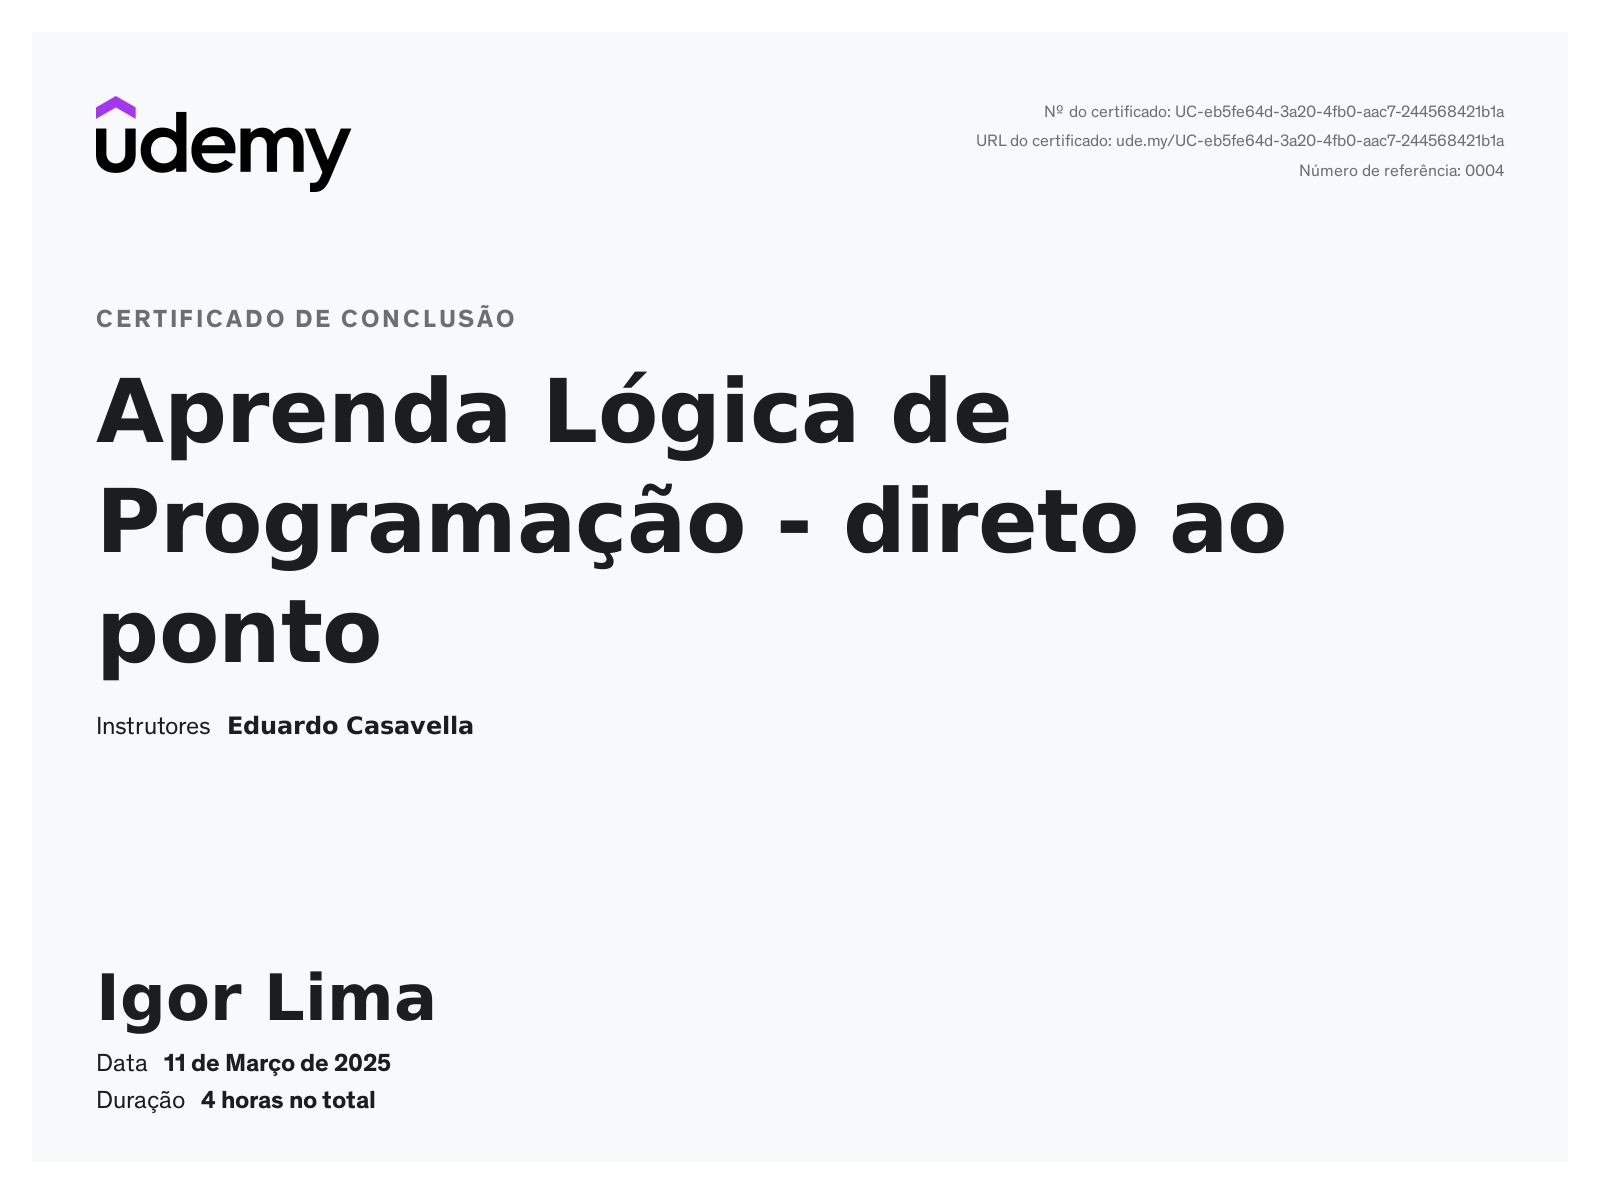 udemy
Nº do certificado: UC-eb5fe64d-3a20-4fb0-aac7-244568421b1a
URL do certificado: ude.my/UC-eb5fe64d-3a20-4fb0-aac7-244568421b1a
Número de referência: 0004
CERTIFICADO DE CONCLUSÃO
Aprenda Lógica de
Programação - direto ao
ponto
Instrutores Eduardo Casavella
Igor Lima
Data 11 de Março de 2025
Duração 4 horas no total